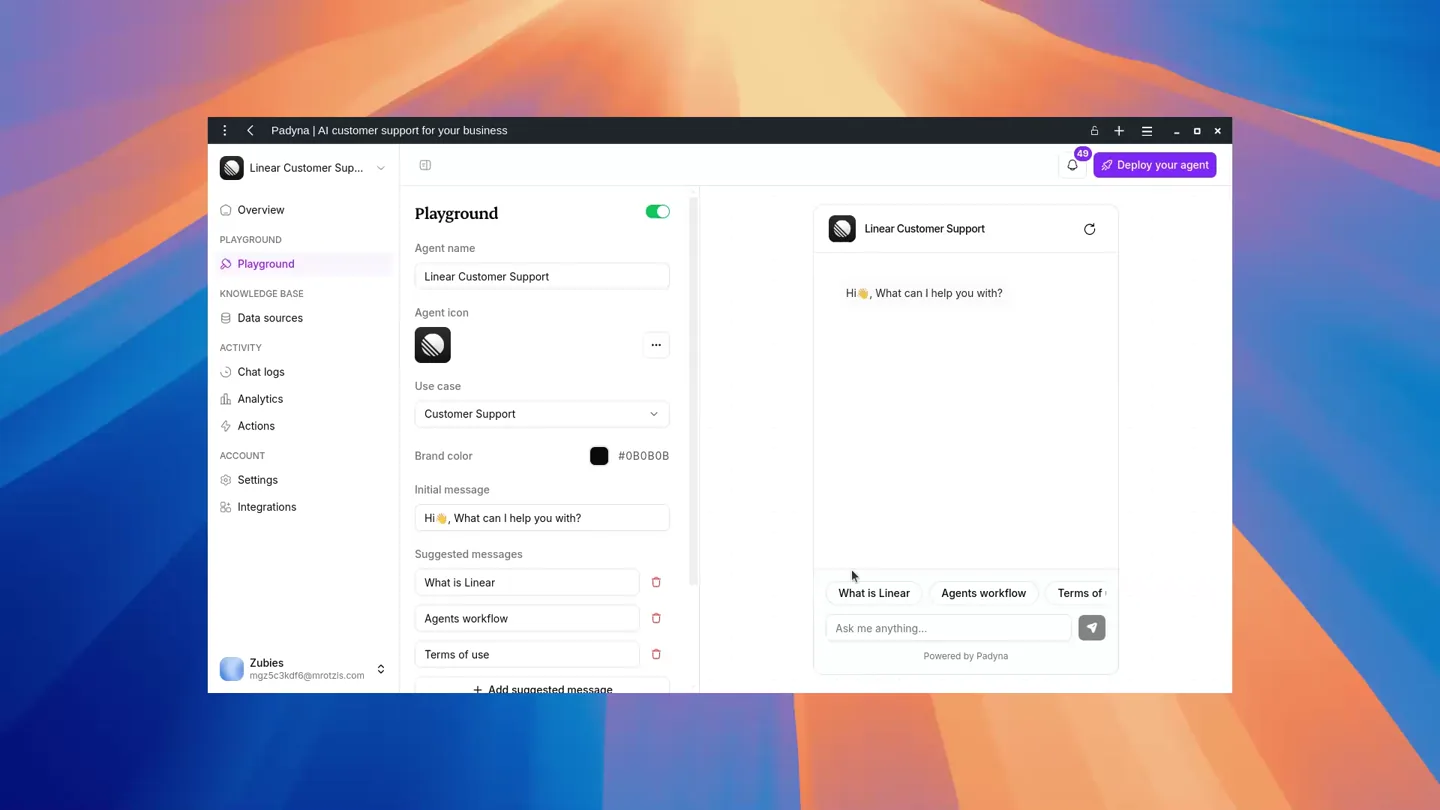 Padyna | AI customer support for your business
Linear Customer Sup...
49
Deploy your agent
Overview
PLAYGROUND
Playground
KNOWLEDGE BASE
Data sources
ACTIVITY
Chat logs
Analytics
Actions
ACCOUNT
Settings
Integrations
Zubies
mgz5c3kdf6@mrotzis.com
Playground
Agent name
Linear Customer Support
Agent icon
Use case
Customer Support
Brand color #0B0B0B
Initial message
Hi👋, What can I help you with?
Suggested messages
What is Linear
Agents workflow
Terms of use
+ Add suggested message
Linear Customer Support
Hi👋, What can I help you with?
What is Linear Agents workflow Terms of
Ask me anything...
Powered by Padyna